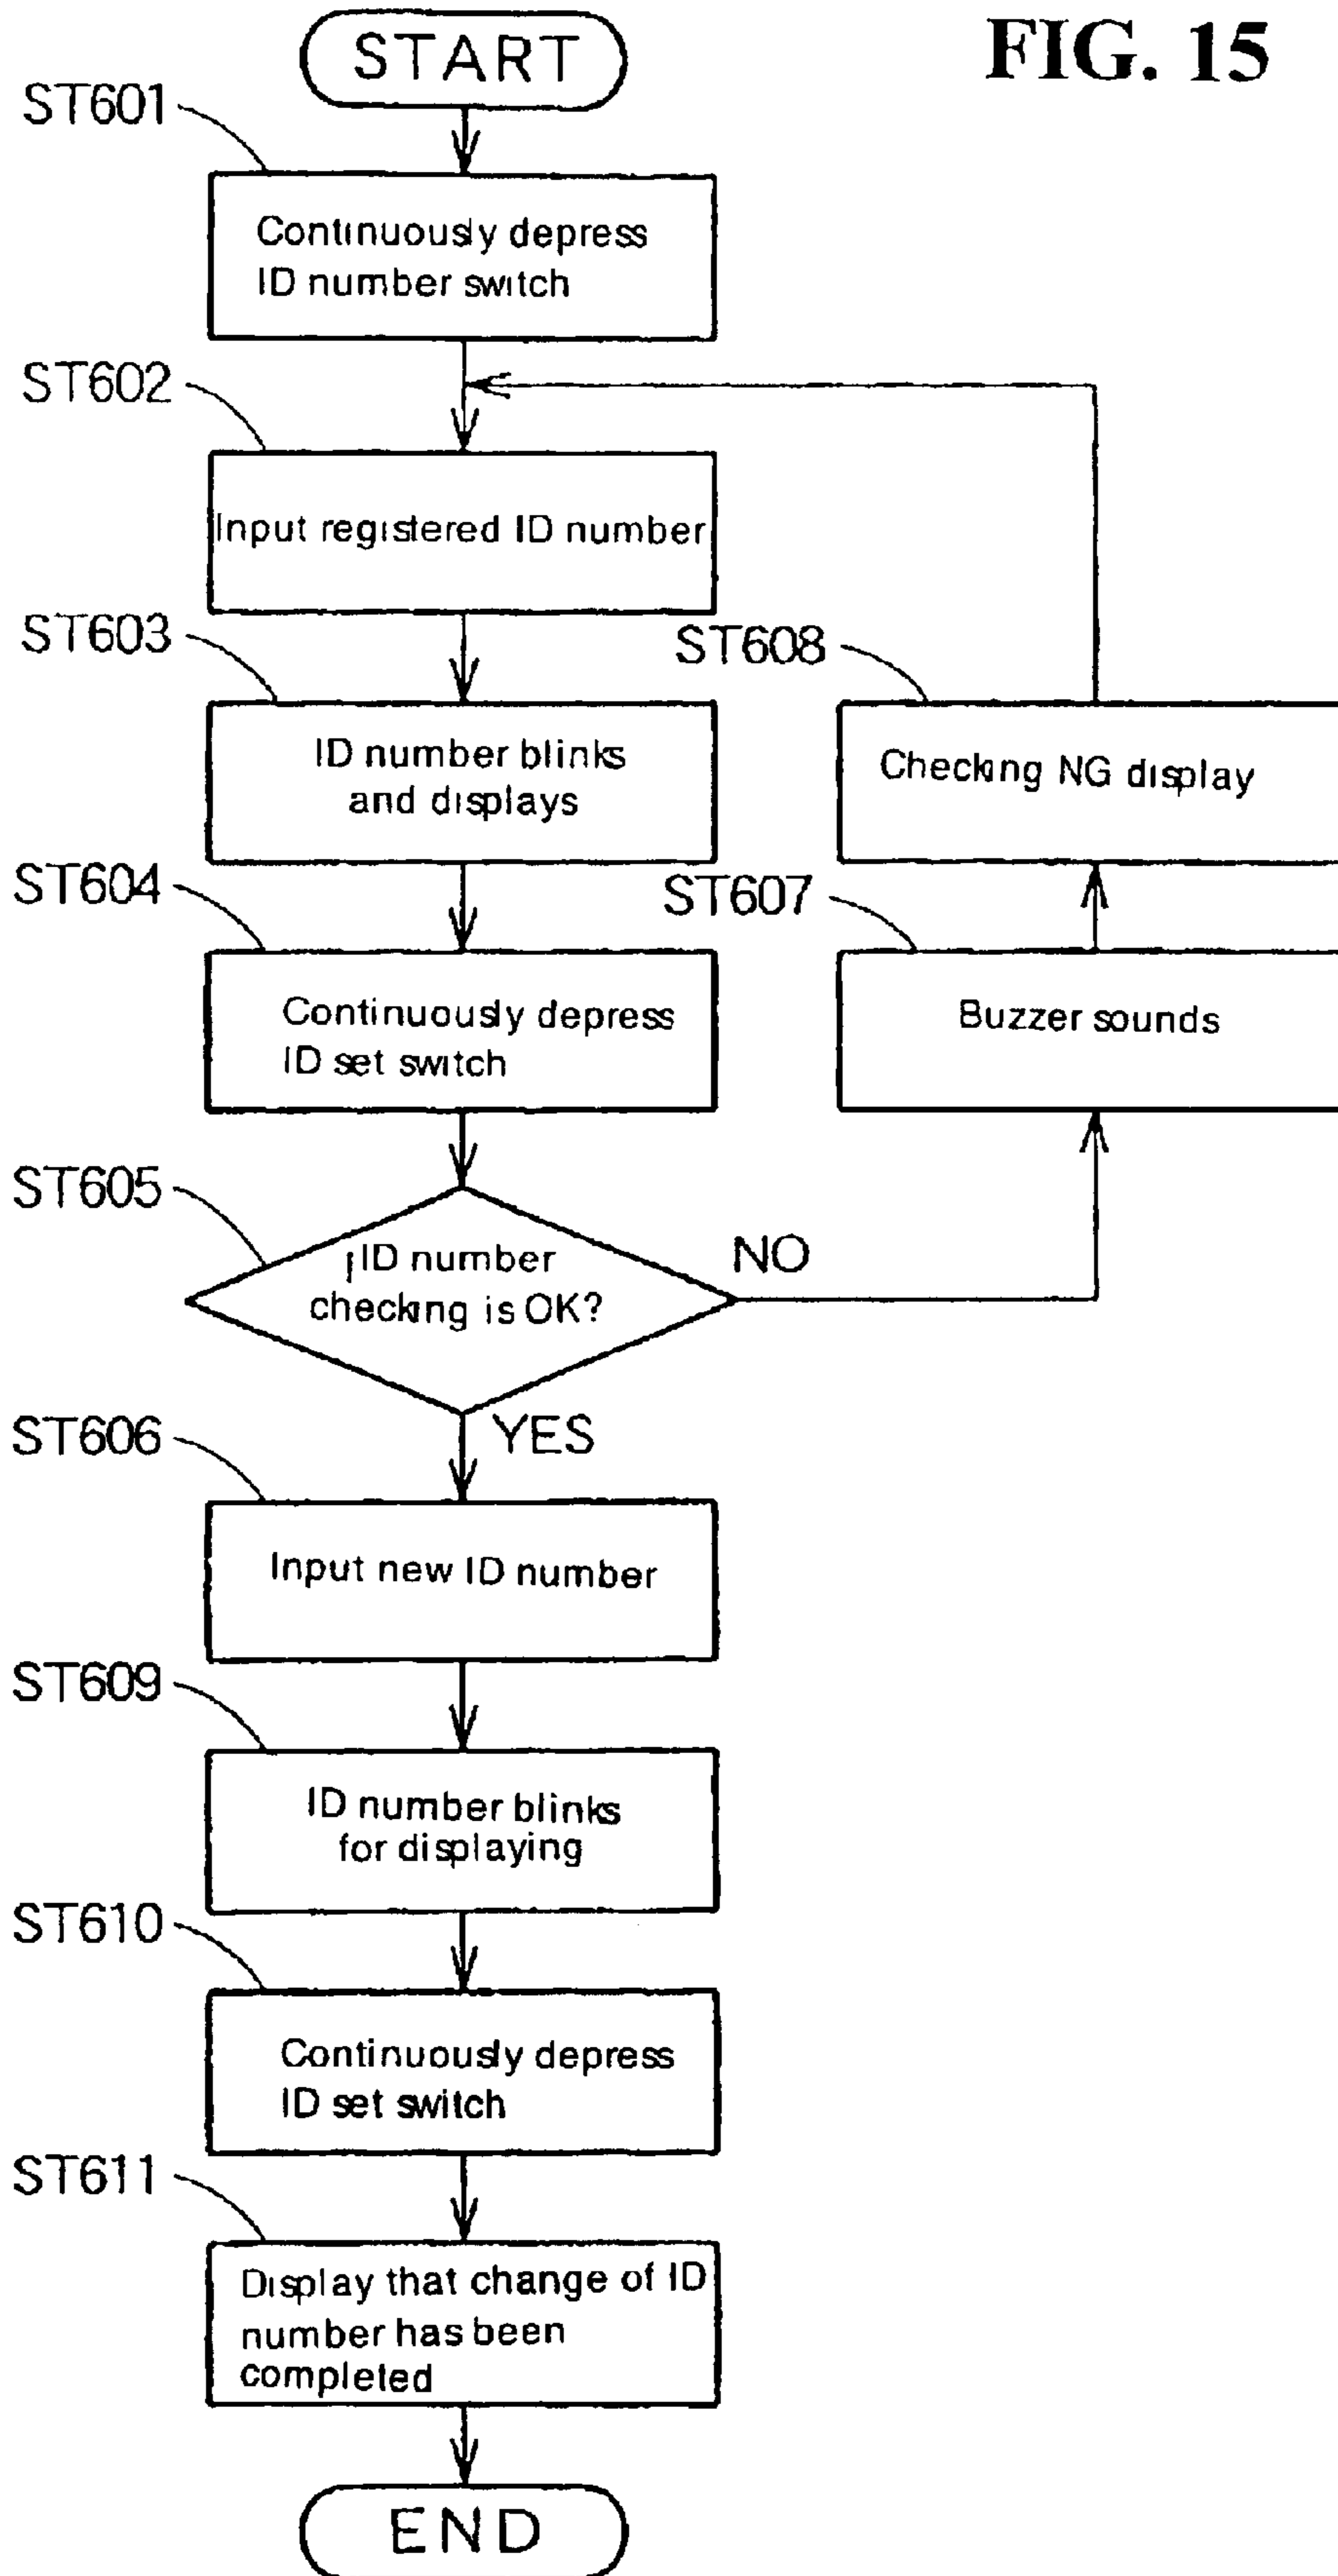 FIG. 15
START
ST601
Continuously depress
ID number switch
ST602
Input registered ID number
ST603
ID number blinks
and displays
ST608
Checking NG display
ST604
Continuously depress
ID set switch
ST607
Buzzer sounds
ST605
ID number
checking is OK?
NO
YES
ST606
Input new ID number
ST609
ID number blinks
for displaying
ST610
Continuously depress
ID set switch
ST611
Display that change of ID
number has been
completed
END